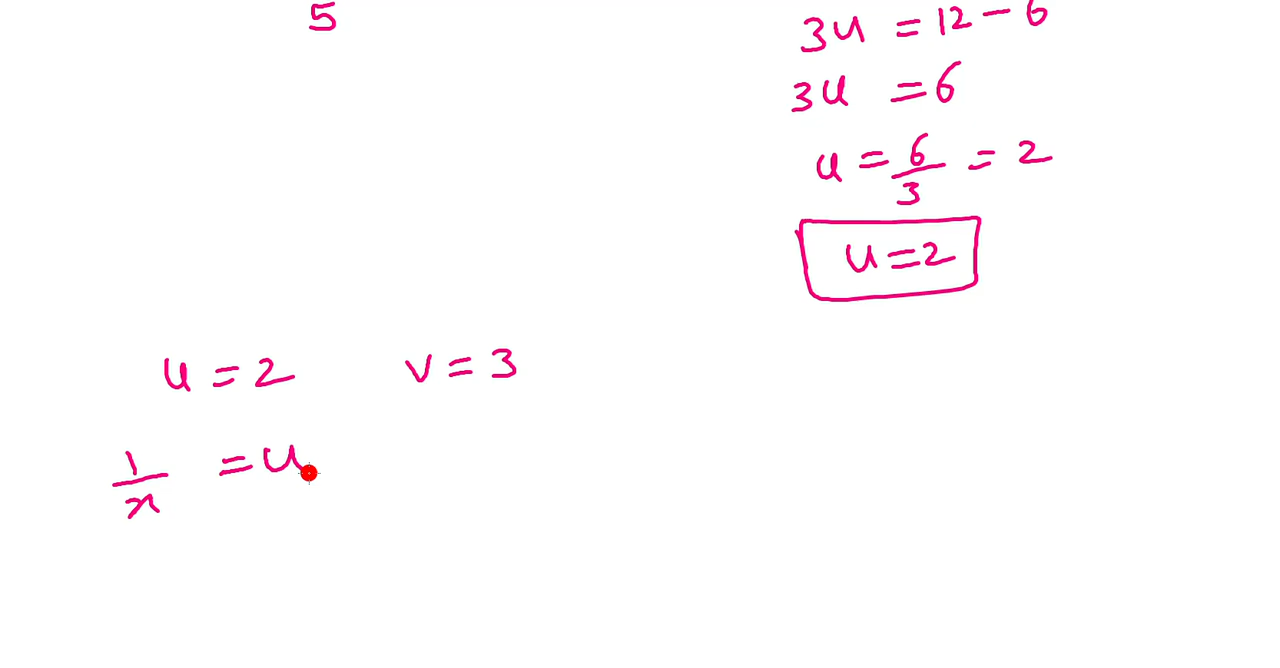 5
3u = 12 - 6
3u = 6
u = 6/3 = 2
u = 2
u = 2 v = 3
1/x = u